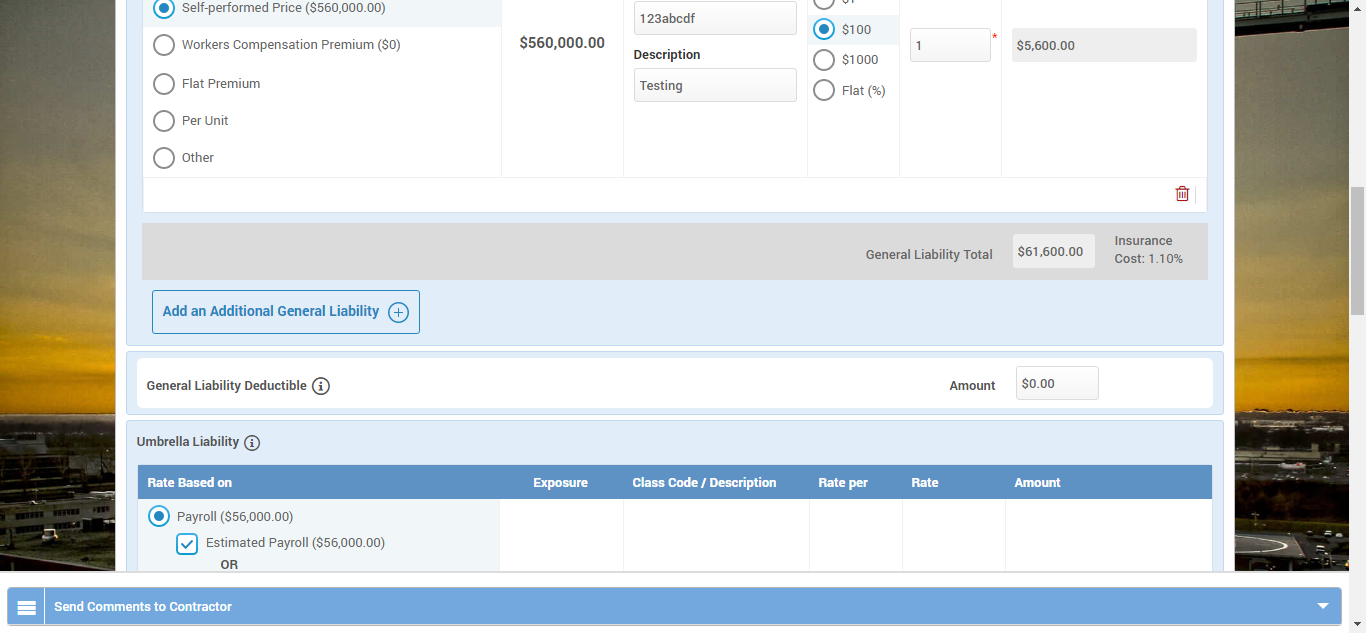 Self-performed Price ($560,000.00)
Workers Compensation Premium ($0)
Flat Premium
Per Unit
Other
$560,000.00
123abcdf
Description
Testing
$1
$100
$1000
Flat (%)
1
*
$5,600.00
General Liability Total
$61,600.00
Insurance
Cost: 1.10%
Add an Additional General Liability
General Liability Deductible
Amount
$0.00
Umbrella Liability
Rate Based on Exposure Class Code / Description Rate per Rate Amount
Payroll ($56,000.00)
Estimated Payroll ($56,000.00)
OR
Send Comments to Contractor